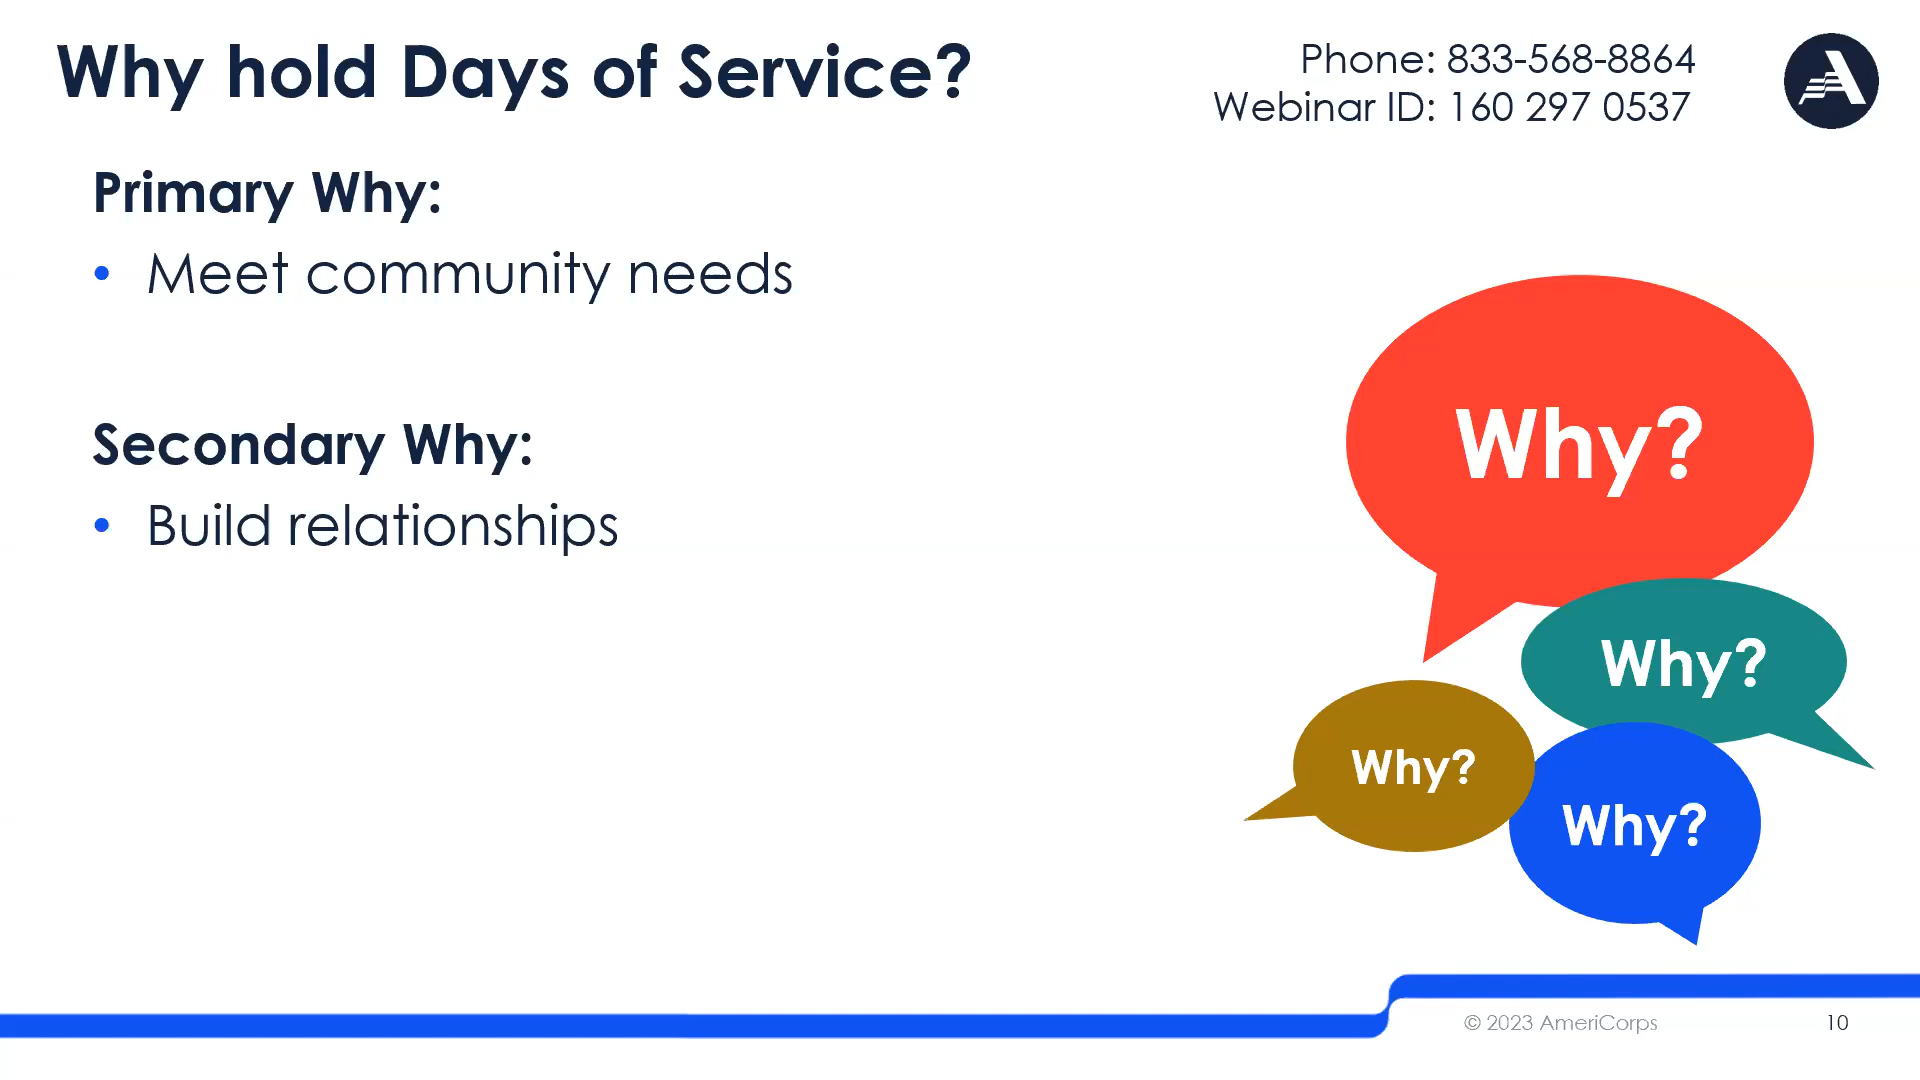 Why hold Days of Service?
Phone: 833-568-8864
Webinar ID: 160 297 0537
Primary Why:
• Meet community needs
Secondary Why:
• Build relationships
Why?
Why?
Why?
Why?
© 2023 AmeriCorps
10